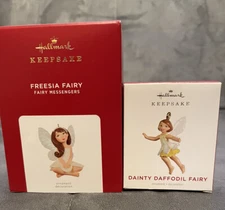 Hallmark
KEEPSAKE
FREESIA FAIRY
FAIRY MESSENGERS
Hallmark
KEEPSAKE
DAINTY DAFFODIL FAIRY